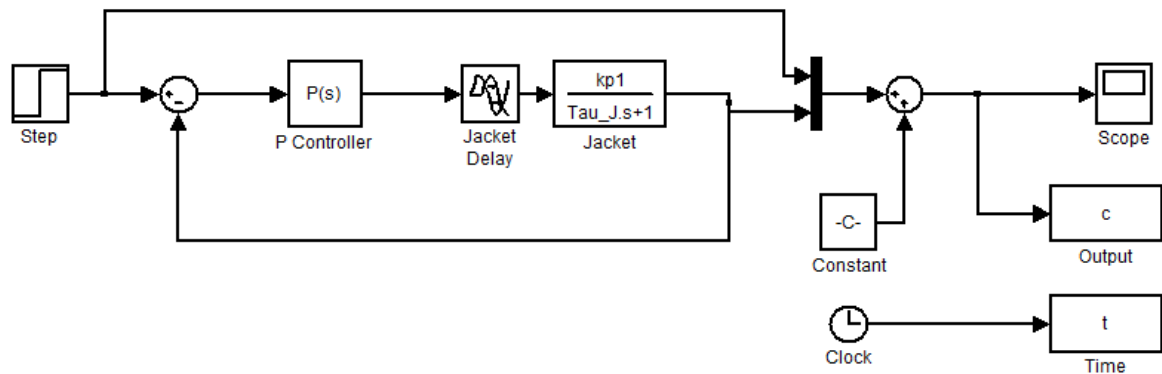 Step
P(s)
P Controller
Jacket
Delay
kp1
Tau_J.s+1
Jacket
-C-
Constant
Scope
c
Output
Clock
t
Time